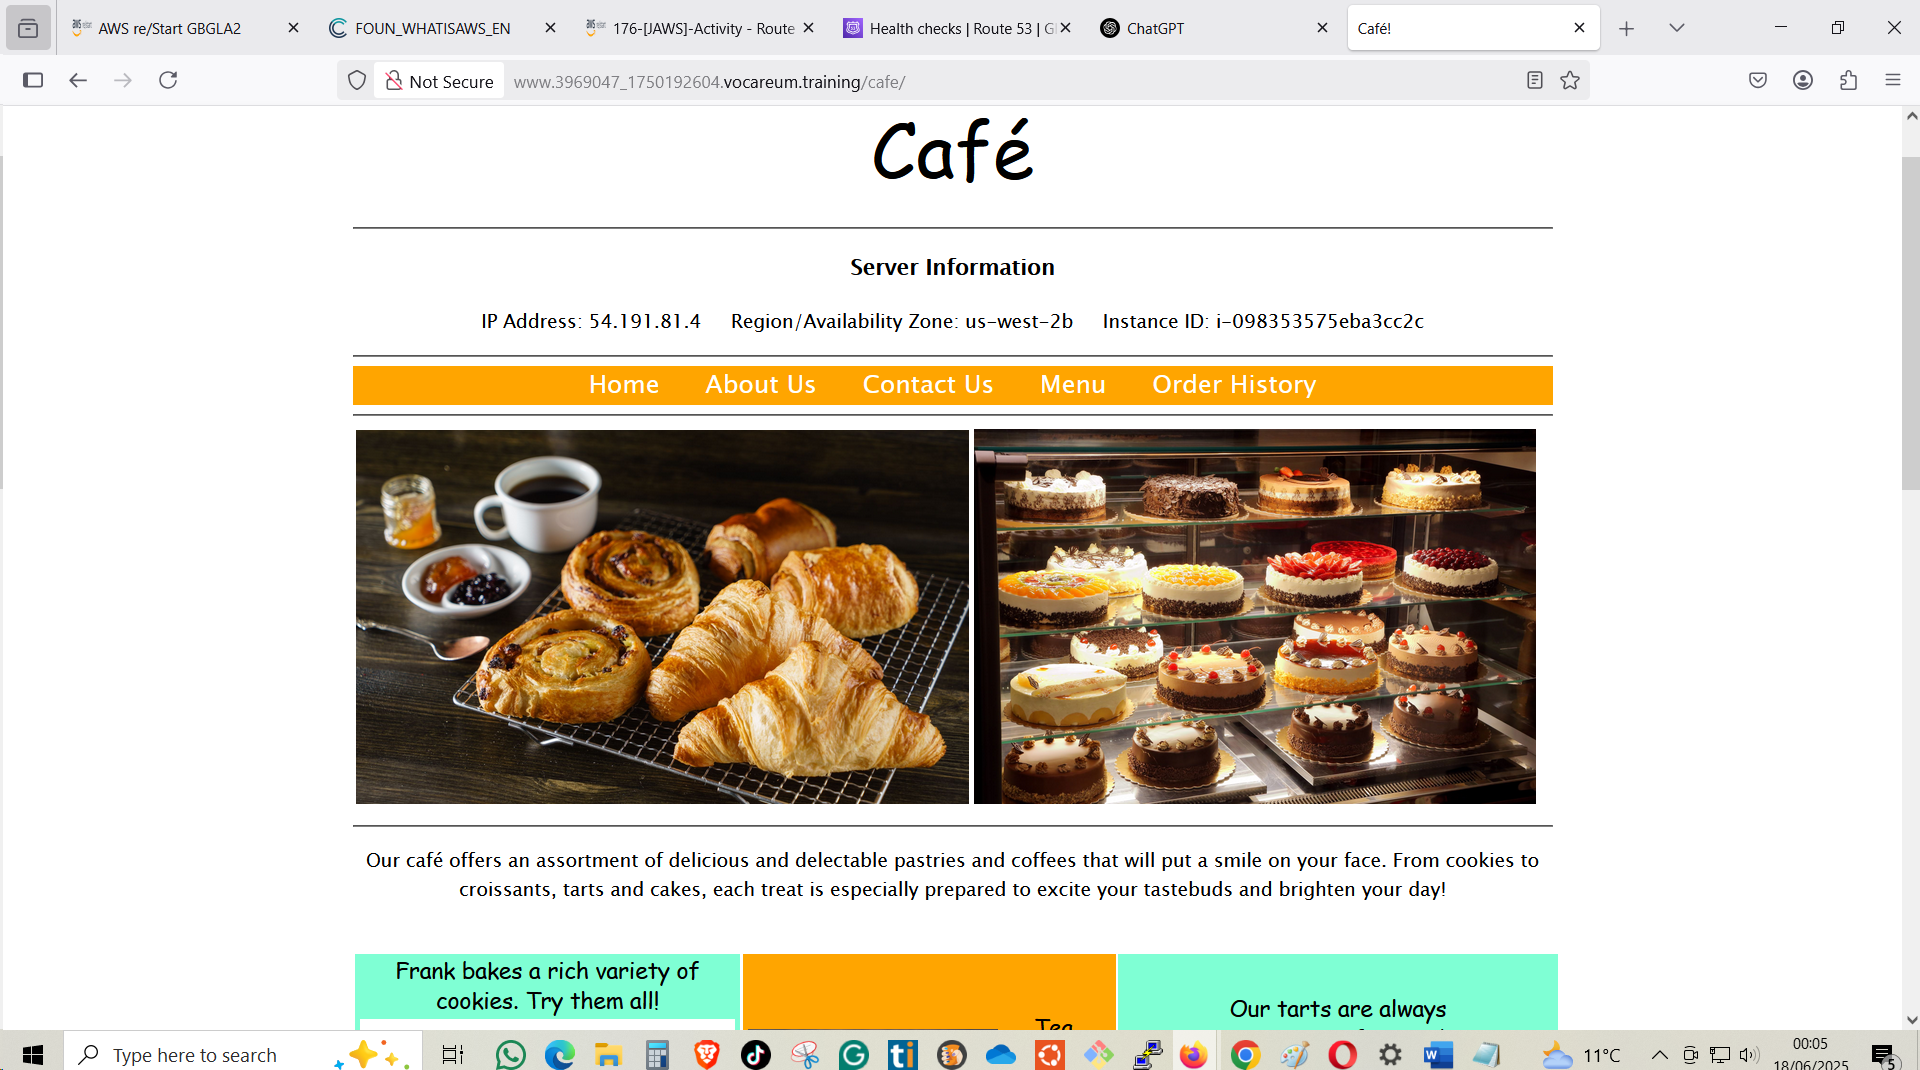 AWS re/Start GBGLA2
FOUN_WHATISAWS_EN
176-[JAWS]-Activity - Route
Health checks | Route 53 | G
ChatGPT
Café!
Not Secure
www.3969047_1750192604.vocareum.training/cafe/
Café
Server Information
IP Address: 54.191.81.4 Region/Availability Zone: us-west-2b Instance ID: i-098353575eba3cc2c
Home About Us Contact Us Menu Order History
Our café offers an assortment of delicious and delectable pastries and coffees that will put a smile on your face. From cookies to
croissants, tarts and cakes, each treat is especially prepared to excite your tastebuds and brighten your day!
Frank bakes a rich variety of
cookies. Try them all!
Tea
Our tarts are always
Type here to search
11°C
00:05
18/06/2025
5